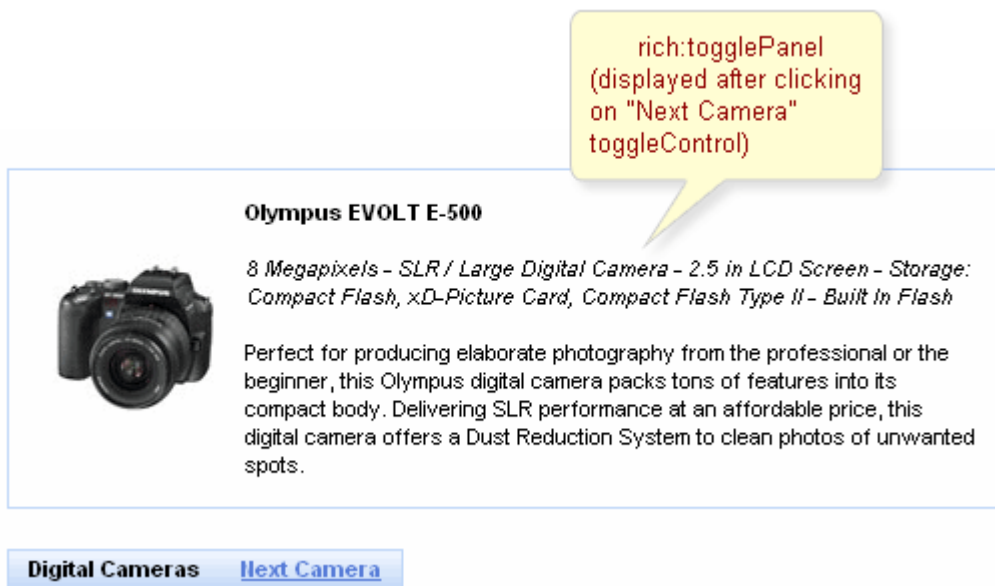 rich:togglePanel
(displayed after clicking
on "Next Camera"
toggleControl)
Olympus EVOLT E-500
8 Megapixels - SLR / Large Digital Camera - 2.5 in LCD Screen - Storage:
Compact Flash, xD-Picture Card, Compact Flash Type II - Built In Flash
Perfect for producing elaborate photography from the professional or the
beginner, this Olympus digital camera packs tons of features into its
compact body. Delivering SLR performance at an affordable price, this
digital camera offers a Dust Reduction System to clean photos of unwanted
spots.
Digital Cameras Next Camera